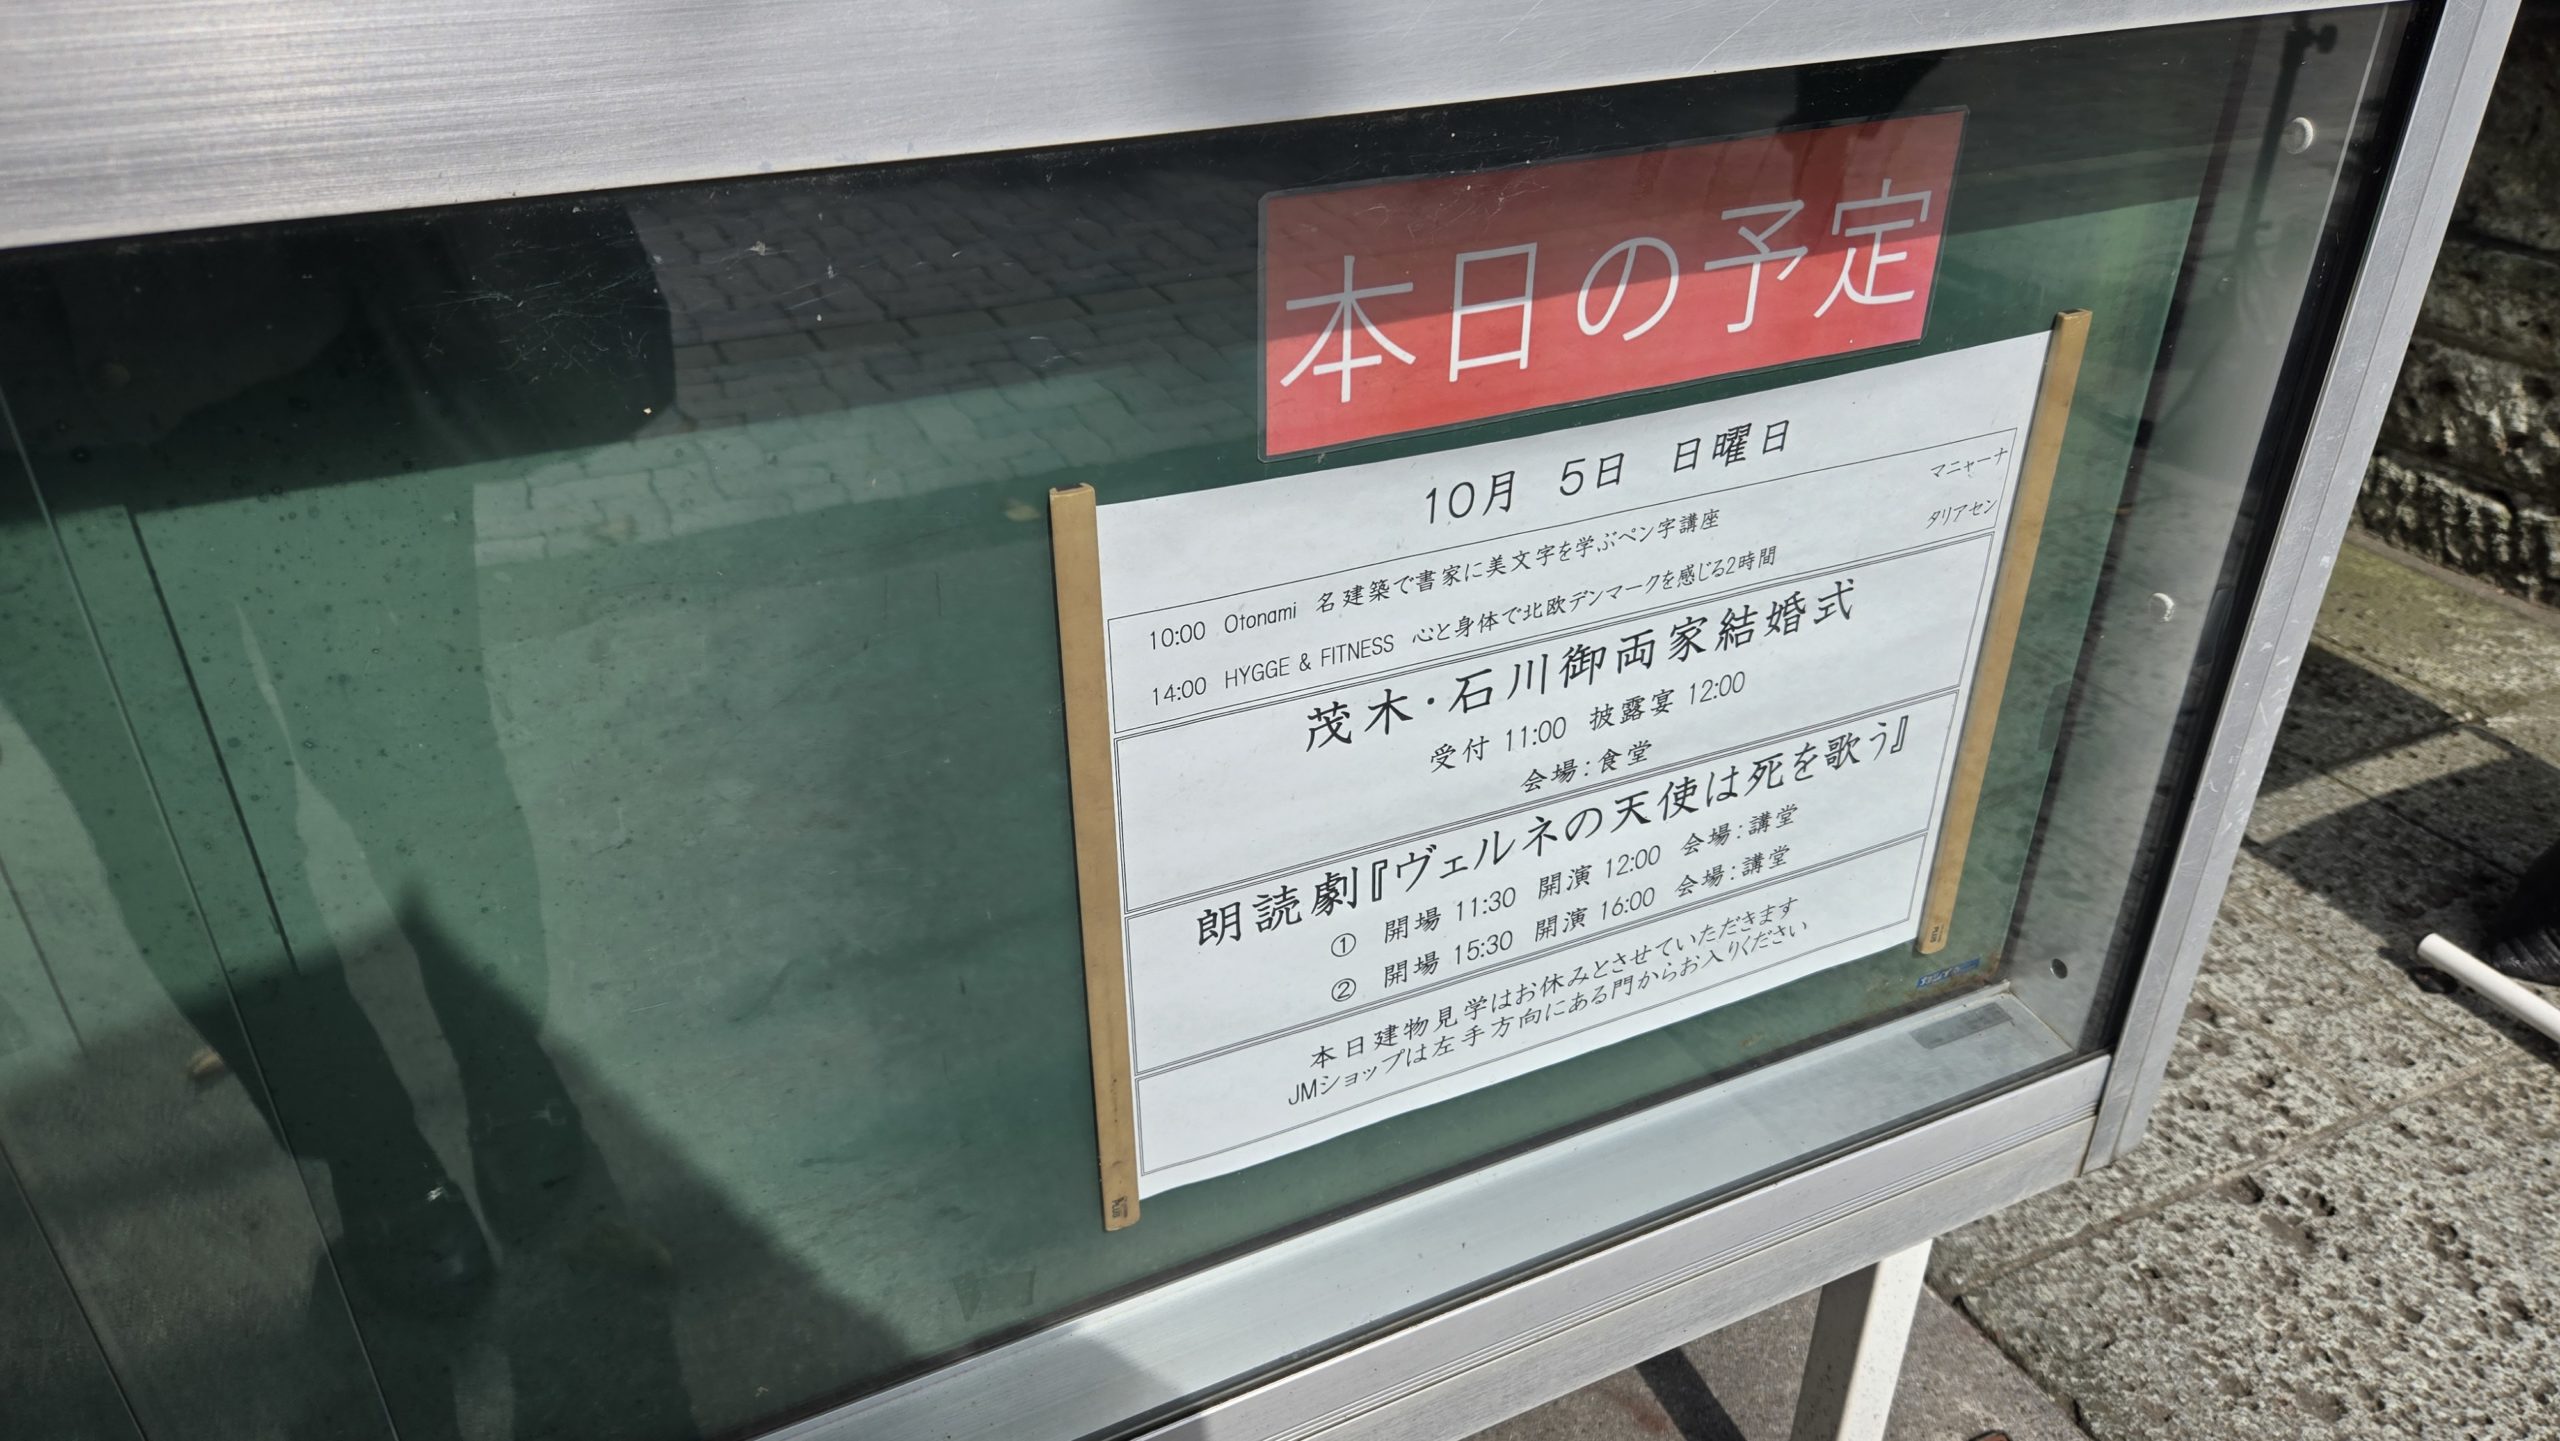 本日の予定
10月 5日 日曜日
10:00 Otonami 名建築で書家に美文字を学ぶペン字講座 マニャーナ
14:00 HYGGE & FITNESS 心と身体で北欧デンマークを感じる2時間 タリアセン
茂木・石川御両家結婚式
受付 11:00 披露宴 12:00
会場:食堂
朗読劇『ヴェルネの天使は死を歌う』
① 開場 11:30 開演 12:00 会場:講堂
② 開場 15:30 開演 16:00 会場:講堂
本日建物見学はお休みとさせていただきます
JMショップは左手方向にある門からお入りください
PLUS
PLUS